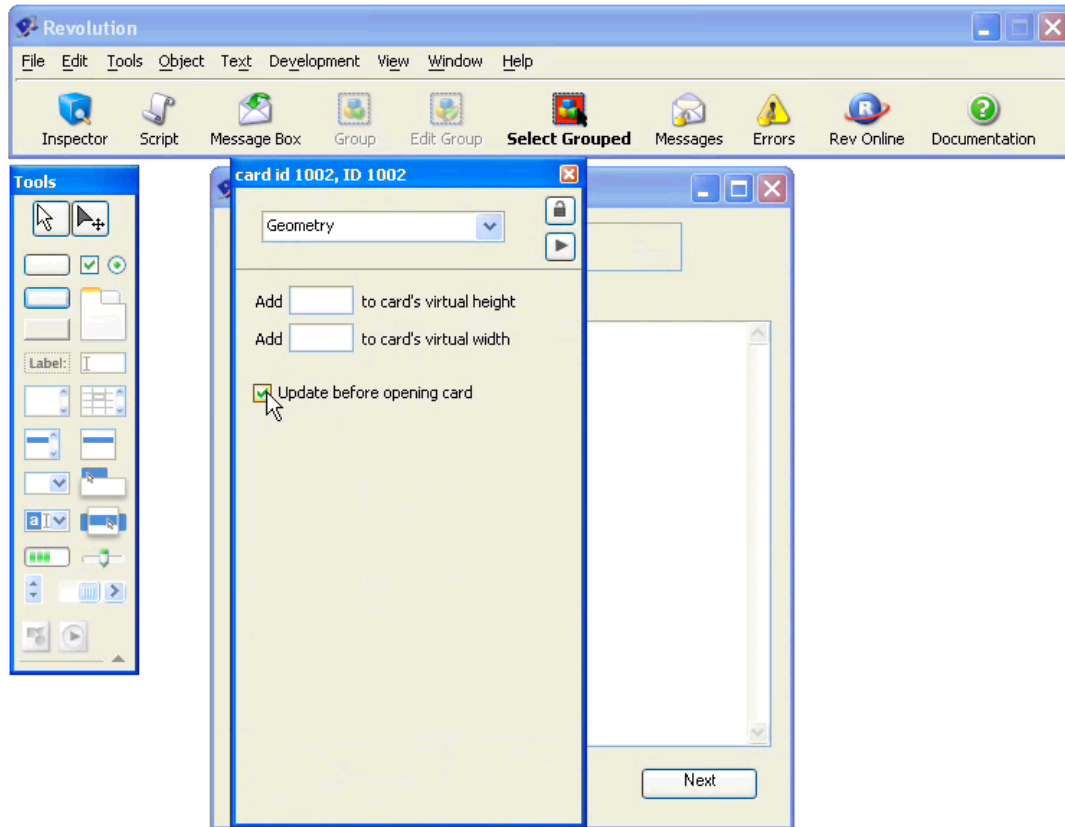 Revolution
File Edit Tools Object Text Development View Window Help
Inspector Script Message Box Group Edit Group Select Grouped Messages Errors Rev Online Documentation
Tools
Label:
a
card id 1002, ID 1002
Geometry
Add to card's virtual height
Add to card's virtual width
Update before opening card
Next